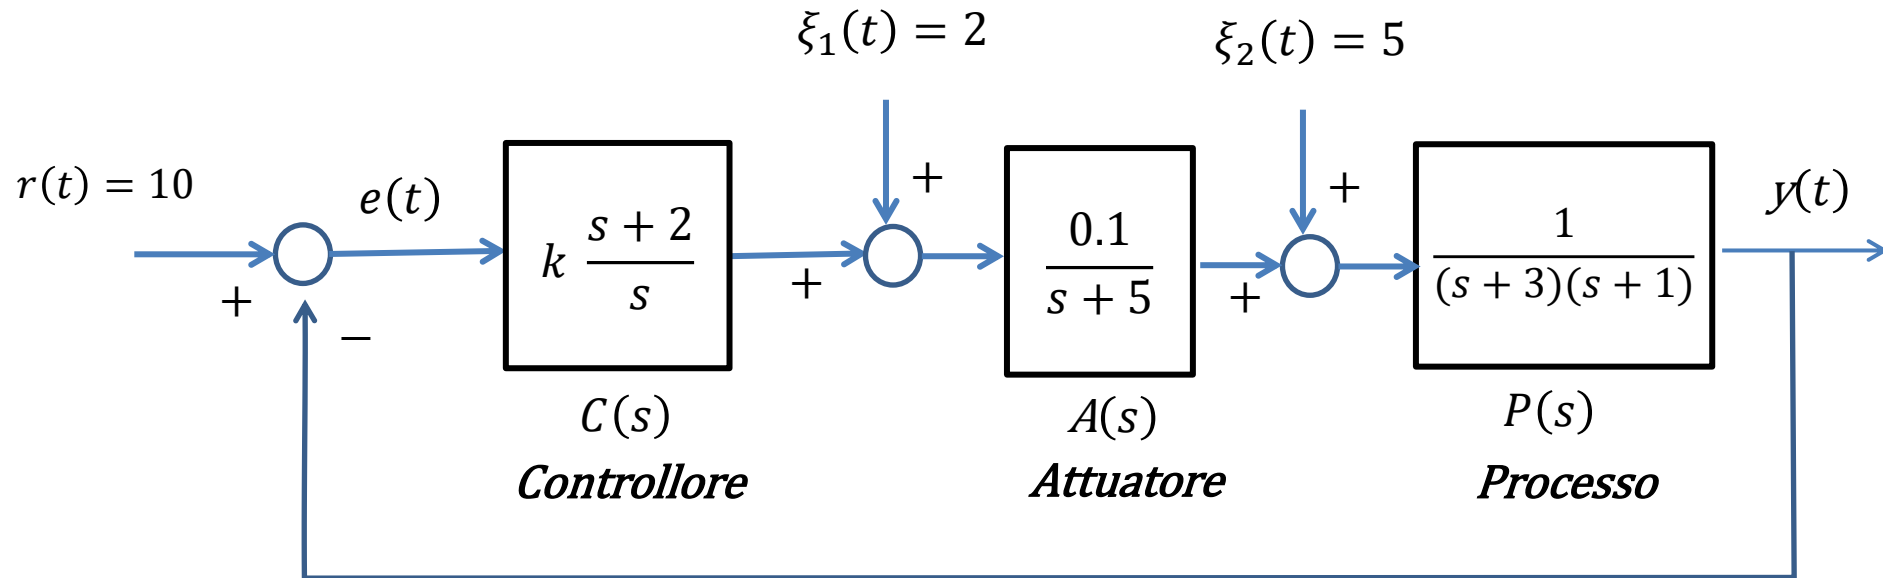 ξ₁(t) = 2
ξ₂(t) = 5
r(t) = 10
e(t)
y(t)
+
−
k (s + 2)/s
+
+
0.1/(s + 5)
+
+
1/((s + 3)(s + 1))
C(s)
A(s)
P(s)
Controllore
Attuatore
Processo